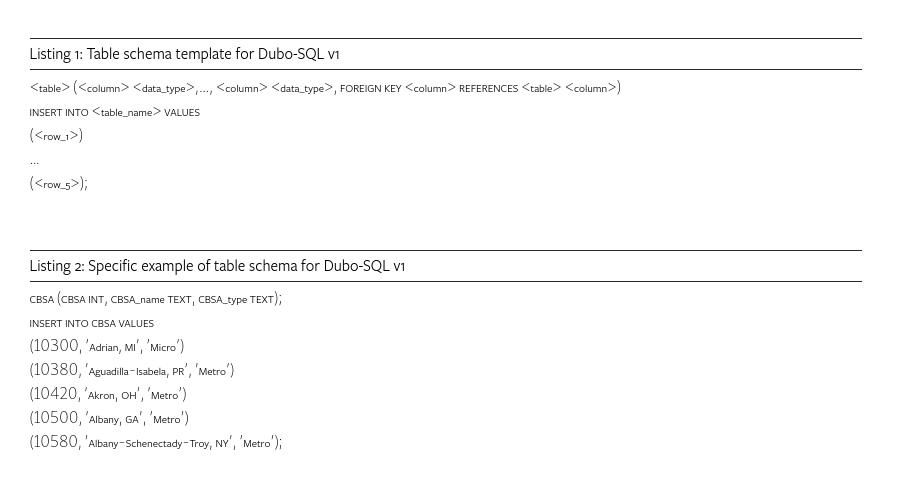 Listing 1: Table schema template for Dubo-SQL v1
<table> (<column> <data_type>,..., <column> <data_type>, FOREIGN KEY <column> REFERENCES <table> <column>)
INSERT INTO <table_name> VALUES
(<row_1>)
...
(<row_5>);
Listing 2: Specific example of table schema for Dubo-SQL v1
CBSA (CBSA INT, CBSA_name TEXT, CBSA_type TEXT);
INSERT INTO CBSA VALUES
(10300, 'Adrian, MI', 'Micro')
(10380, 'Aguadilla-Isabela, PR', 'Metro')
(10420, 'Akron, OH', 'Metro')
(10500, 'Albany, GA', 'Metro')
(10580, 'Albany-Schenectady-Troy, NY', 'Metro');